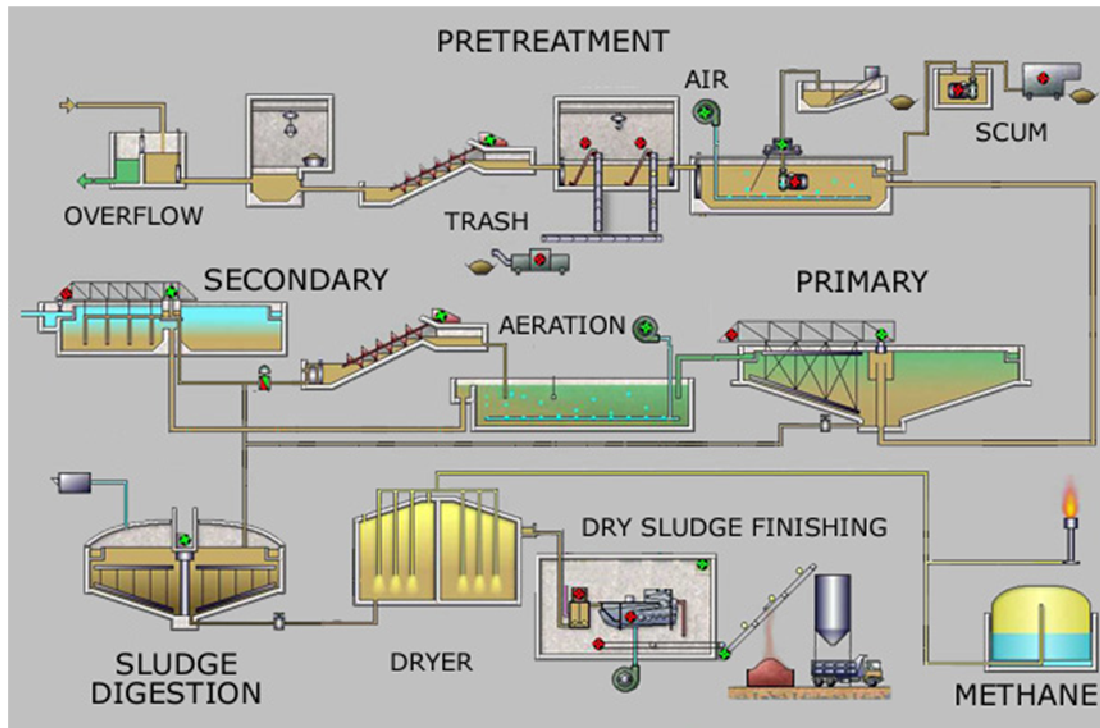 PRETREATMENT
AIR
SCUM
OVERFLOW
TRASH
SECONDARY
PRIMARY
AERATION
DRY SLUDGE FINISHING
SLUDGE
DIGESTION
DRYER
METHANE